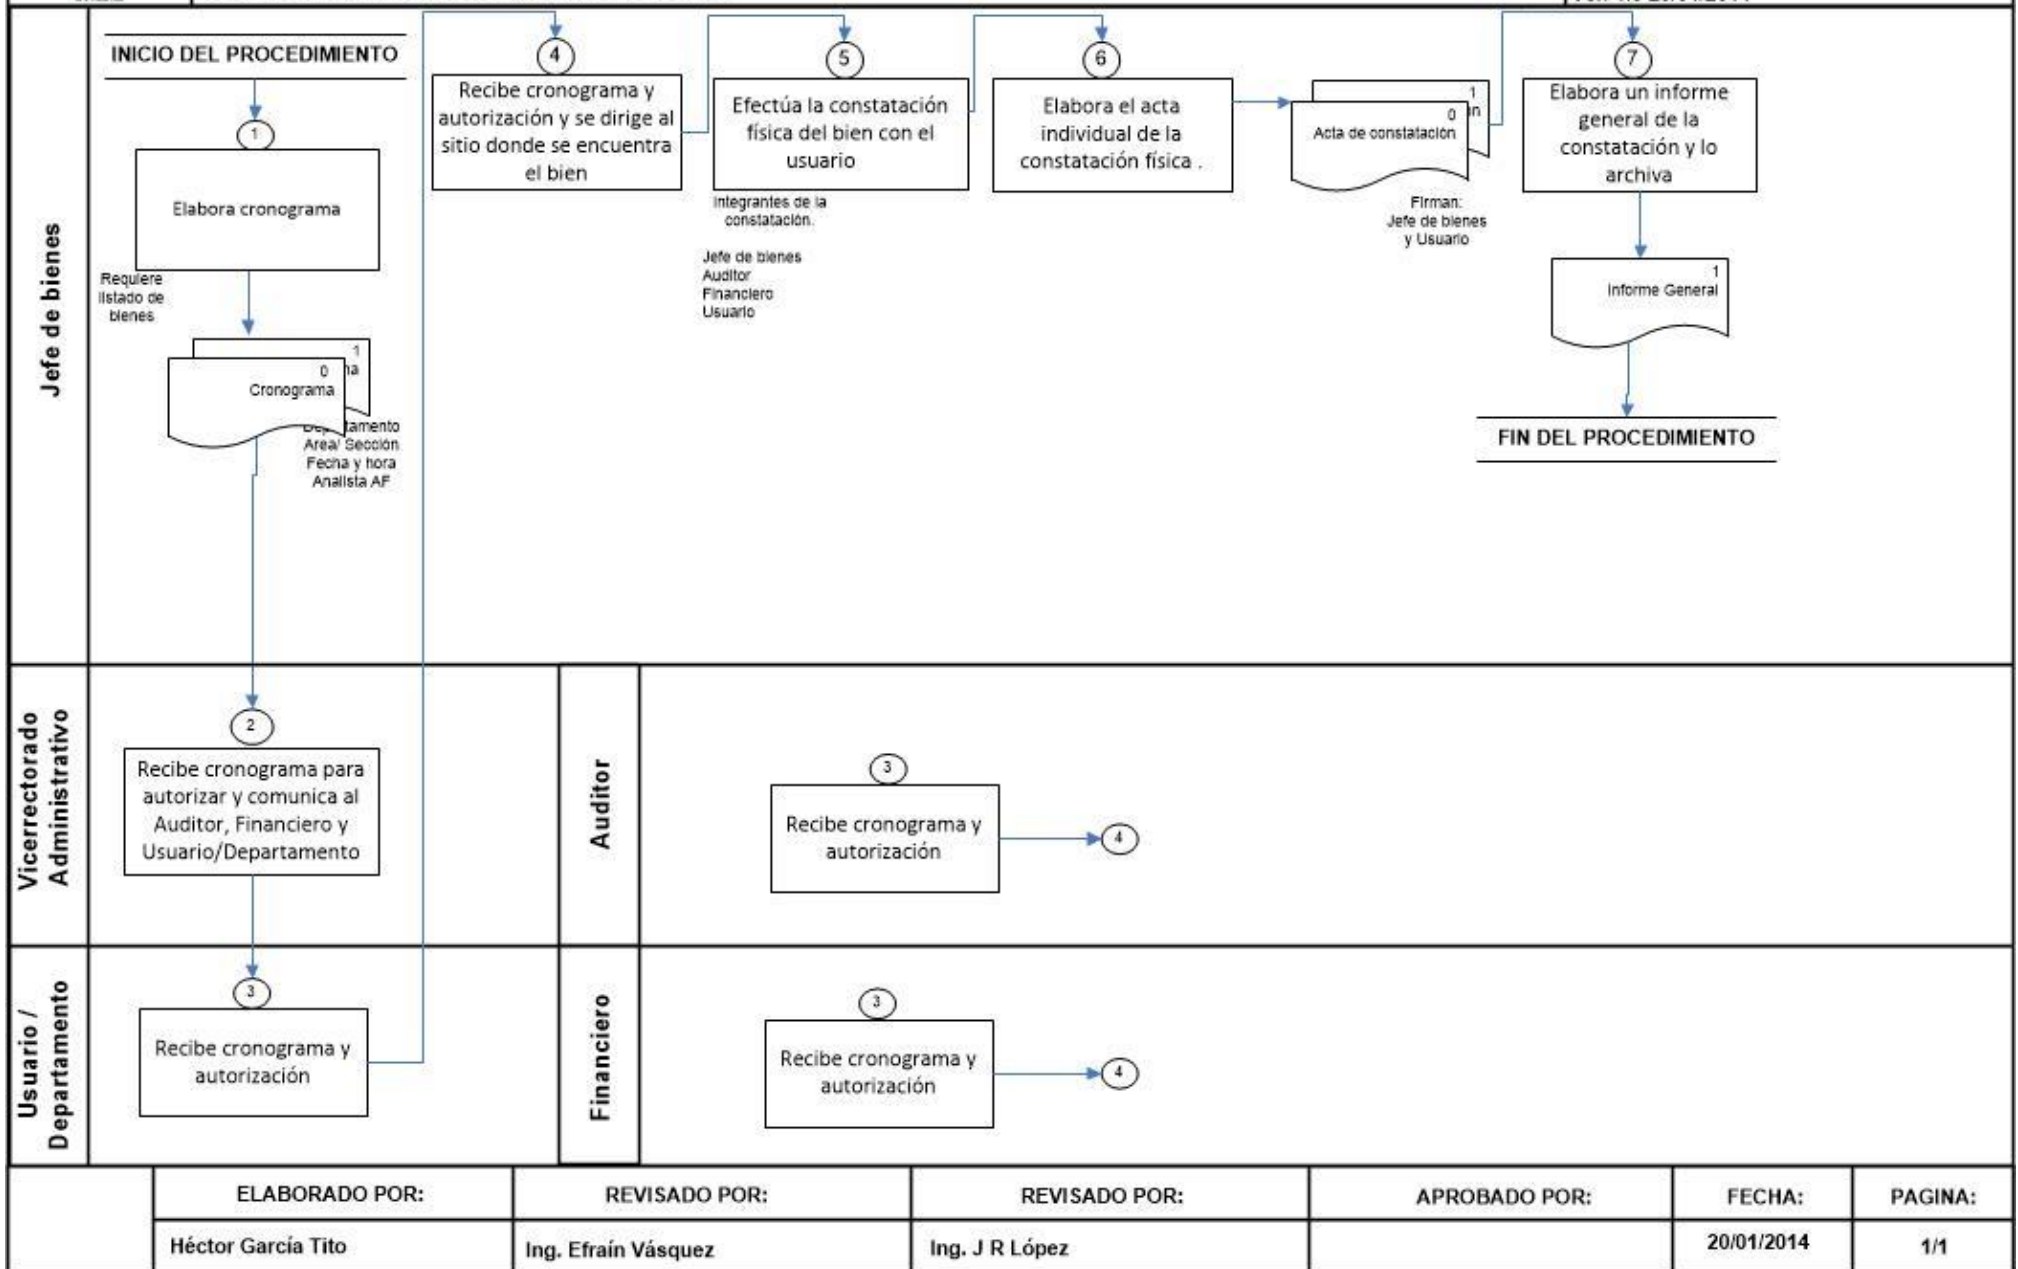 INICIO DEL PROCEDIMIENTO
1
Elabora cronograma
Requiere
listado de
bienes
1
0
Cronograma
Area/ Sección
Fecha y hora
Analista AF
4
Recibe cronograma y
autorización y se dirige al
sitio donde se encuentra
el bien
5
Efectúa la constatación
física del bien con el
usuario
Integrantes de la
constatación.
Jefe de bienes
Auditor
Financiero
Usuario
6
Elabora el acta
individual de la
constatación física .
1
0
Acta de constatación
Firman:
Jefe de bienes
y Usuario
7
Elabora un informe
general de la
constatación y lo
archiva
1
Informe General
FIN DEL PROCEDIMIENTO
Jefe de bienes
Vicerrectorado
Administrativo
2
Recibe cronograma para
autorizar y comunica al
Auditor, Financiero y
Usuario/Departamento
Auditor
3
Recibe cronograma y
autorización
4
Usuario /
Departamento
3
Recibe cronograma y
autorización
Financiero
3
Recibe cronograma y
autorización
4
ELABORADO POR:
REVISADO POR:
REVISADO POR:
APROBADO POR:
FECHA:
PAGINA:
Héctor García Tito
Ing. Efraín Vásquez
Ing. J R López
20/01/2014
1/1